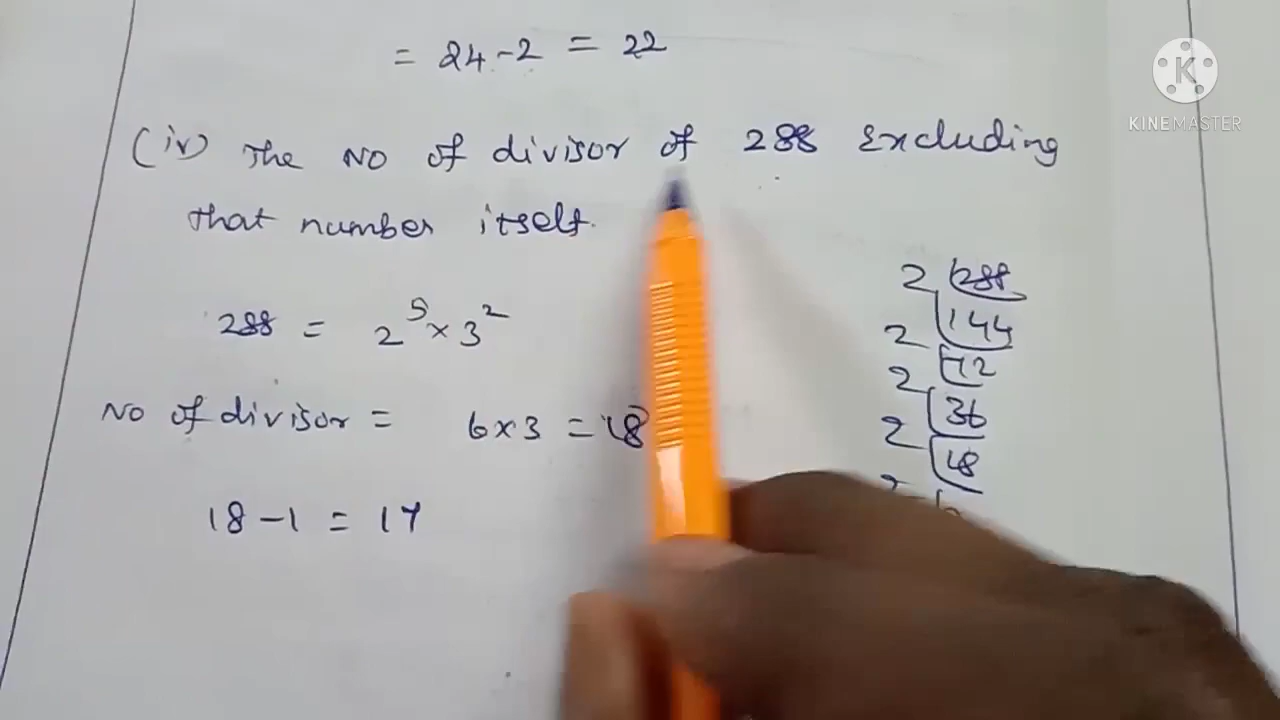 = 24 - 2 = 22
K
KINEMASTER
(iv) The No of divisor of 288 Excluding
that number itself.
288 = 2^5 × 3^2
No of divisor = 6 × 3 = 18
18 - 1 = 17
2 288
2 144
2 72
2 36
2 18